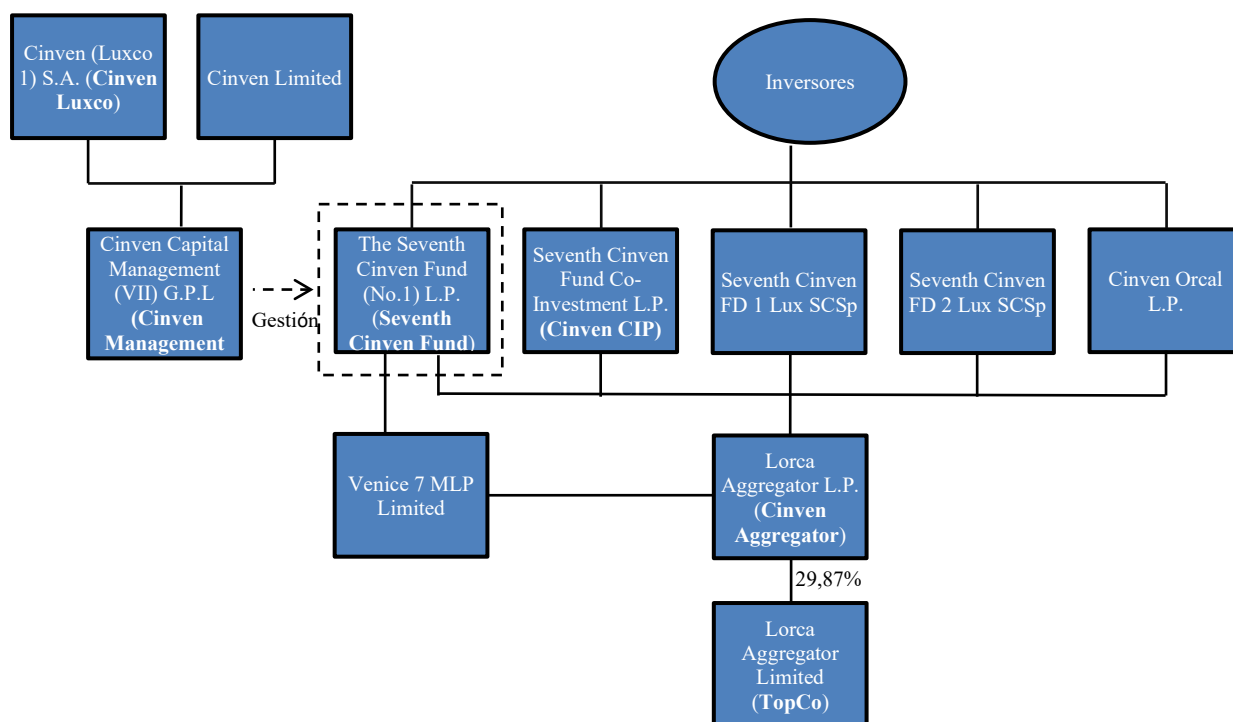 Cinven (Luxco
1) S.A. (Cinven
Luxco)
Cinven Limited
Inversores
Cinven Capital
Management
(VII) G.P.L
(Cinven
Management
Gestión
The Seventh
Cinven Fund
(No.1) L.P.
(Seventh
Cinven Fund)
Seventh Cinven
Fund Co-
Investment L.P.
(Cinven CIP)
Seventh Cinven
FD 1 Lux SCSp
Seventh Cinven
FD 2 Lux SCSp
Cinven Orcal
L.P.
Venice 7 MLP
Limited
Lorca
Aggregator L.P.
(Cinven
Aggregator)
29,87%
Lorca
Aggregator
Limited
(TopCo)